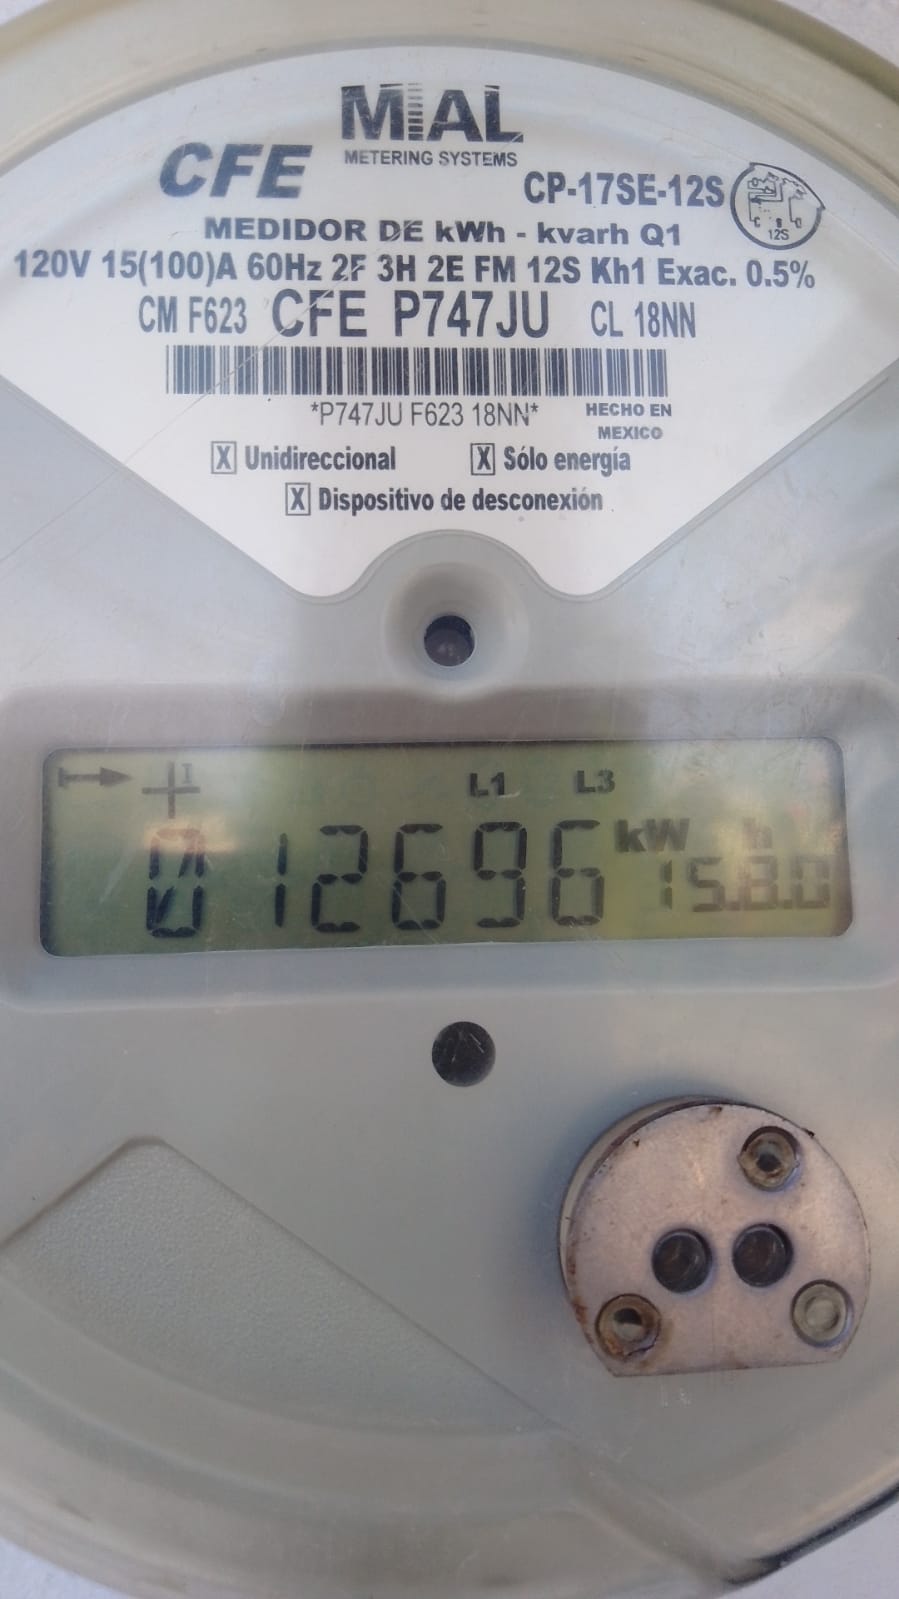 MIAL
METERING SYSTEMS
CFE
CP-17SE-12S
12S
MEDIDOR DE kWh - kvarh Q1
120V 15(100)A 60Hz 2F 3H 2E FM 12S Kh1 Exac. 0.5%
CM F623 CFE P747JU CL 18NN
*P747JU F623 18NN*
HECHO EN
MEXICO
X Unidireccional X Sólo energía
X Dispositivo de desconexión
L1 L3
012696 kW h
15.8.0